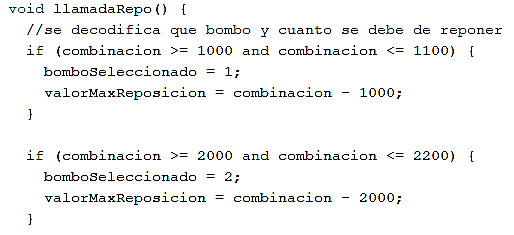 void llamadaRepo() {
//se decodifica que bombo y cuanto se debe de reponer
if (combinacion >= 1000 and combinacion <= 1100) {
bomboSeleccionado = 1;
valorMaxReposicion = combinacion - 1000;
}
if (combinacion >= 2000 and combinacion <= 2200) {
bomboSeleccionado = 2;
valorMaxReposicion = combinacion - 2000;
}